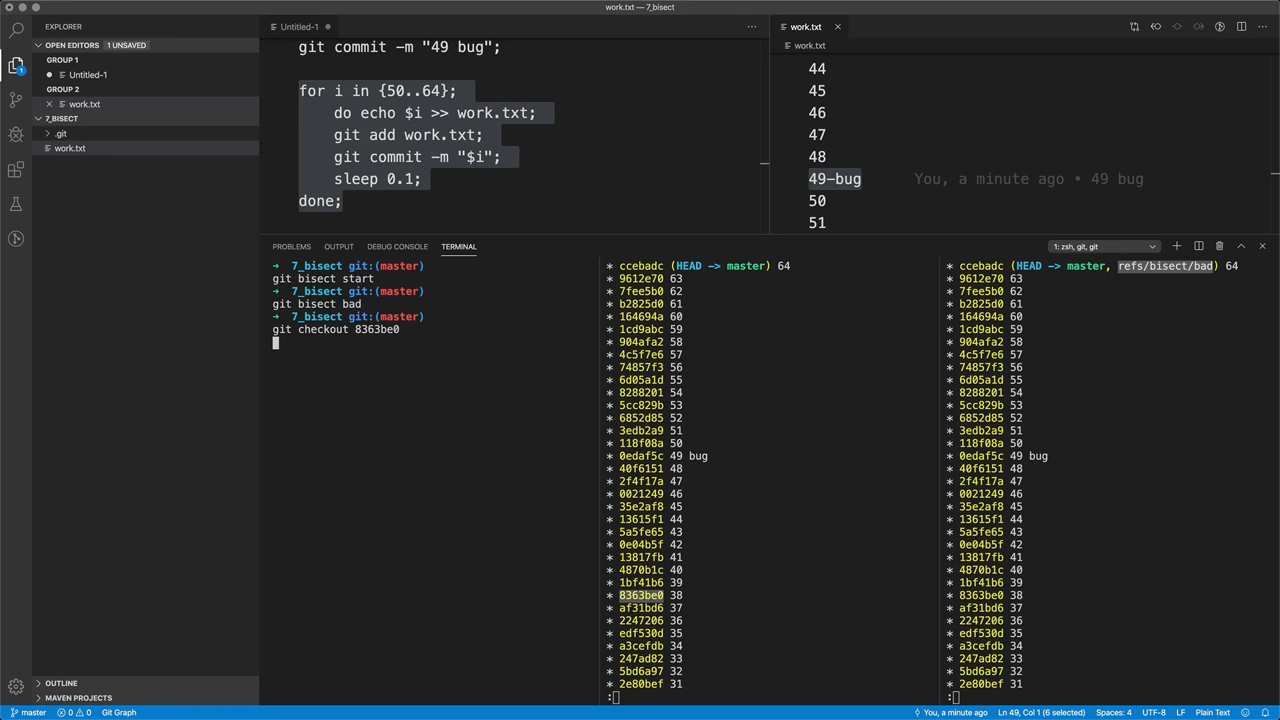 work.txt — 7_bisect
EXPLORER
OPEN EDITORS 1 UNSAVED
GROUP 1
Untitled-1
GROUP 2
work.txt
7_BISECT
.git
work.txt
OUTLINE
MAVEN PROJECTS
1
Untitled-1
git commit -m "49 bug";
for i in {50..64};
do echo $i >> work.txt;
git add work.txt;
git commit -m "$i";
sleep 0.1;
done;
work.txt
work.txt
44
45
46
47
48
49-bug You, a minute ago • 49 bug
50
51
PROBLEMS OUTPUT DEBUG CONSOLE TERMINAL
1: zsh, git, git
➜ 7_bisect git:(master)
git bisect start
➜ 7_bisect git:(master)
git bisect bad
➜ 7_bisect git:(master)
git checkout 8363be0
* ccebadc (HEAD -> master) 64
* 9612e70 63
* 7fee5b0 62
* b2825d0 61
* 164694a 60
* 1cd9abc 59
* 904afa2 58
* 4c5f7e6 57
* 74857f3 56
* 6d05a1d 55
* 8288201 54
* 5cc829b 53
* 6852d85 52
* 3edb2a9 51
* 118f08a 50
* 0edaf5c 49 bug
* 40f6151 48
* 2f4f17a 47
* 0021249 46
* 35e2af8 45
* 13615f1 44
* 5a5fe65 43
* 0e04b5f 42
* 13817fb 41
* 4870b1c 40
* 1bf41b6 39
* 8363be0 38
* af31bd6 37
* 2247206 36
* edf530d 35
* a3cefdb 34
* 247ad82 33
* 5bd6a97 32
* 2e80bef 31
:
* ccebadc (HEAD -> master, refs/bisect/bad) 64
* 9612e70 63
* 7fee5b0 62
* b2825d0 61
* 164694a 60
* 1cd9abc 59
* 904afa2 58
* 4c5f7e6 57
* 74857f3 56
* 6d05a1d 55
* 8288201 54
* 5cc829b 53
* 6852d85 52
* 3edb2a9 51
* 118f08a 50
* 0edaf5c 49 bug
* 40f6151 48
* 2f4f17a 47
* 0021249 46
* 35e2af8 45
* 13615f1 44
* 5a5fe65 43
* 0e04b5f 42
* 13817fb 41
* 4870b1c 40
* 1bf41b6 39
* 8363be0 38
* af31bd6 37
* 2247206 36
* edf530d 35
* a3cefdb 34
* 247ad82 33
* 5bd6a97 32
* 2e80bef 31
:
master 0 0 Git Graph You, a minute ago Ln 49, Col 1 (6 selected) Spaces: 4 UTF-8 LF Plain Text